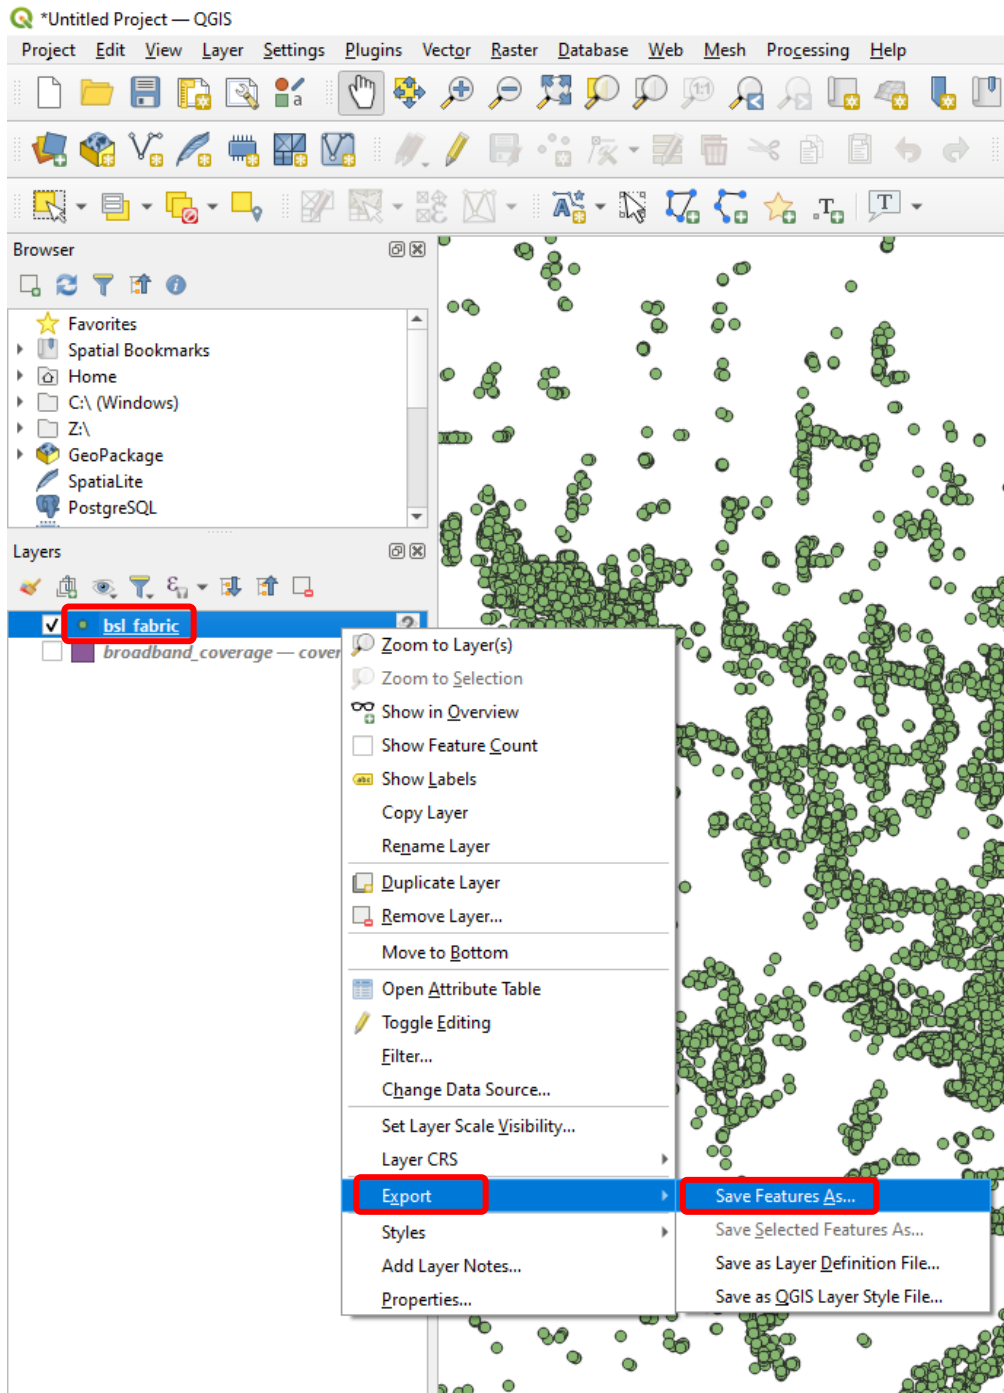 *Untitled Project — QGIS
Project Edit View Layer Settings Plugins Vector Raster Database Web Mesh Processing Help
1:1
a
A
T
T
Browser
Favorites
Spatial Bookmarks
Home
C:\ (Windows)
Z:\
GeoPackage
SpatiaLite
PostgreSQL
Layers
ε
bsl_fabric ?
broadband_coverage — cover
Zoom to Layer(s)
Zoom to Selection
Show in Overview
Show Feature Count
abc Show Labels
Copy Layer
Rename Layer
Duplicate Layer
Remove Layer...
Move to Bottom
Open Attribute Table
Toggle Editing
Filter...
Change Data Source...
Set Layer Scale Visibility...
Layer CRS
Export
Save Features As...
Styles
Save Selected Features As...
Add Layer Notes...
Save as Layer Definition File...
Properties...
Save as QGIS Layer Style File...